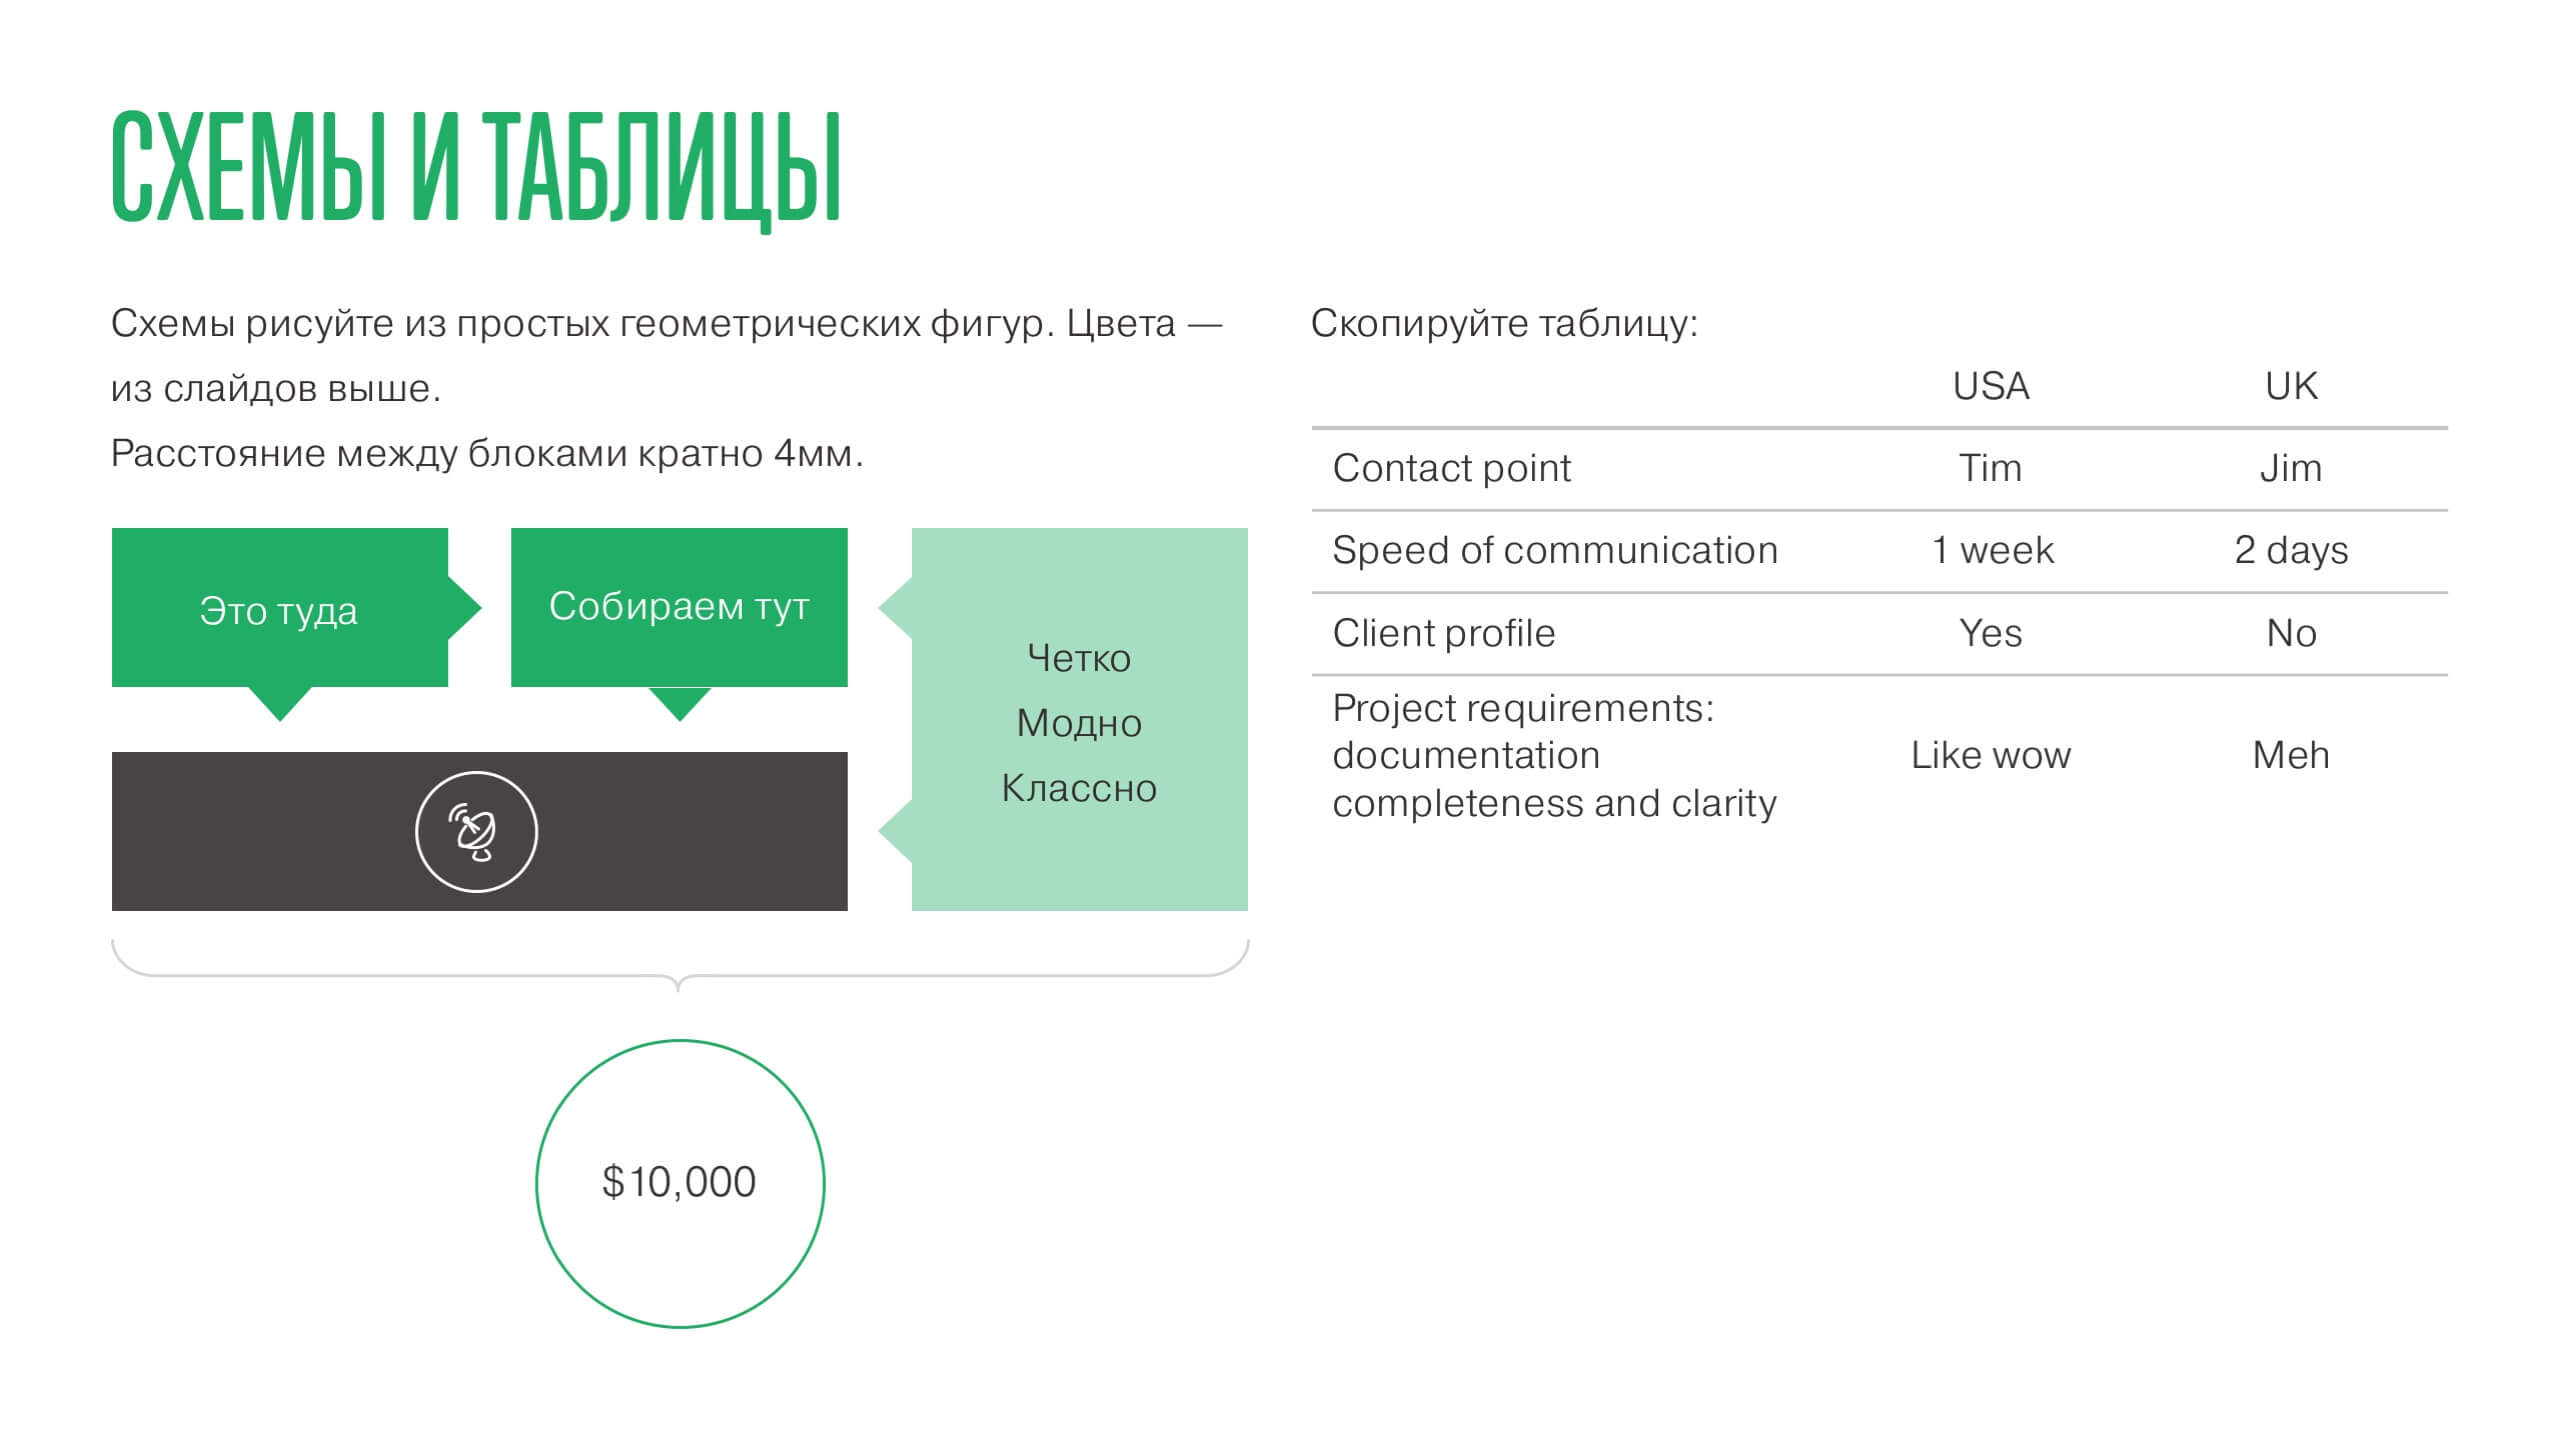 СХЕМЫ И ТАБЛИЦЫ
Схемы рисуйте из простых геометрических фигур. Цвета —
из слайдов выше.
Расстояние между блоками кратно 4мм.
Это туда
Собираем тут
Четко
Модно
Классно
$10,000
Скопируйте таблицу:
USA UK
Contact point Tim Jim
Speed of communication 1 week 2 days
Client profile Yes No
Project requirements:
documentation Like wow Meh
completeness and clarity